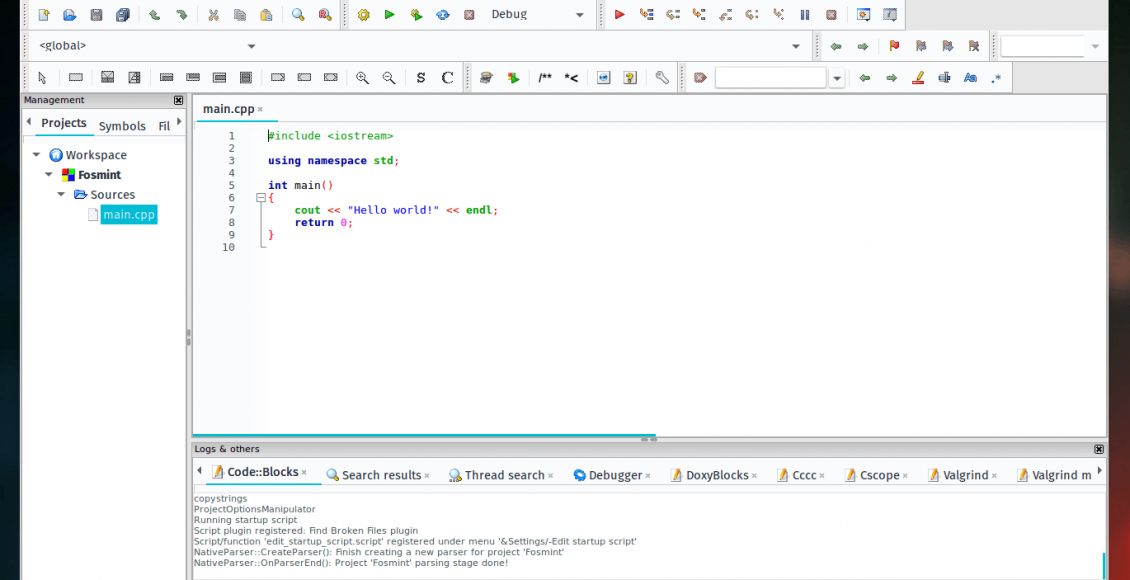 Debug
<global>
S C /** *<
Aa .*
Management
Projects Symbols Fil
Workspace
Fosmint
Sources
main.cpp
main.cpp
1 #include <iostream>
2
3 using namespace std;
4
5 int main()
6 {
7 cout << "Hello world!" << endl;
8 return 0;
9 }
10
Logs & others
Code::Blocks Search results Thread search Debugger DoxyBlocks Cccc Cscope Valgrind Valgrind m
copystrings
ProjectOptionsManipulator
Running startup script
Script plugin registered: Find Broken Files plugin
Script/function 'edit_startup_script.script' registered under menu '&Settings/-Edit startup script'
NativeParser::CreateParser(): Finish creating a new parser for project 'Fosmint'
NativeParser::OnParserEnd(): Project 'Fosmint' parsing stage done!